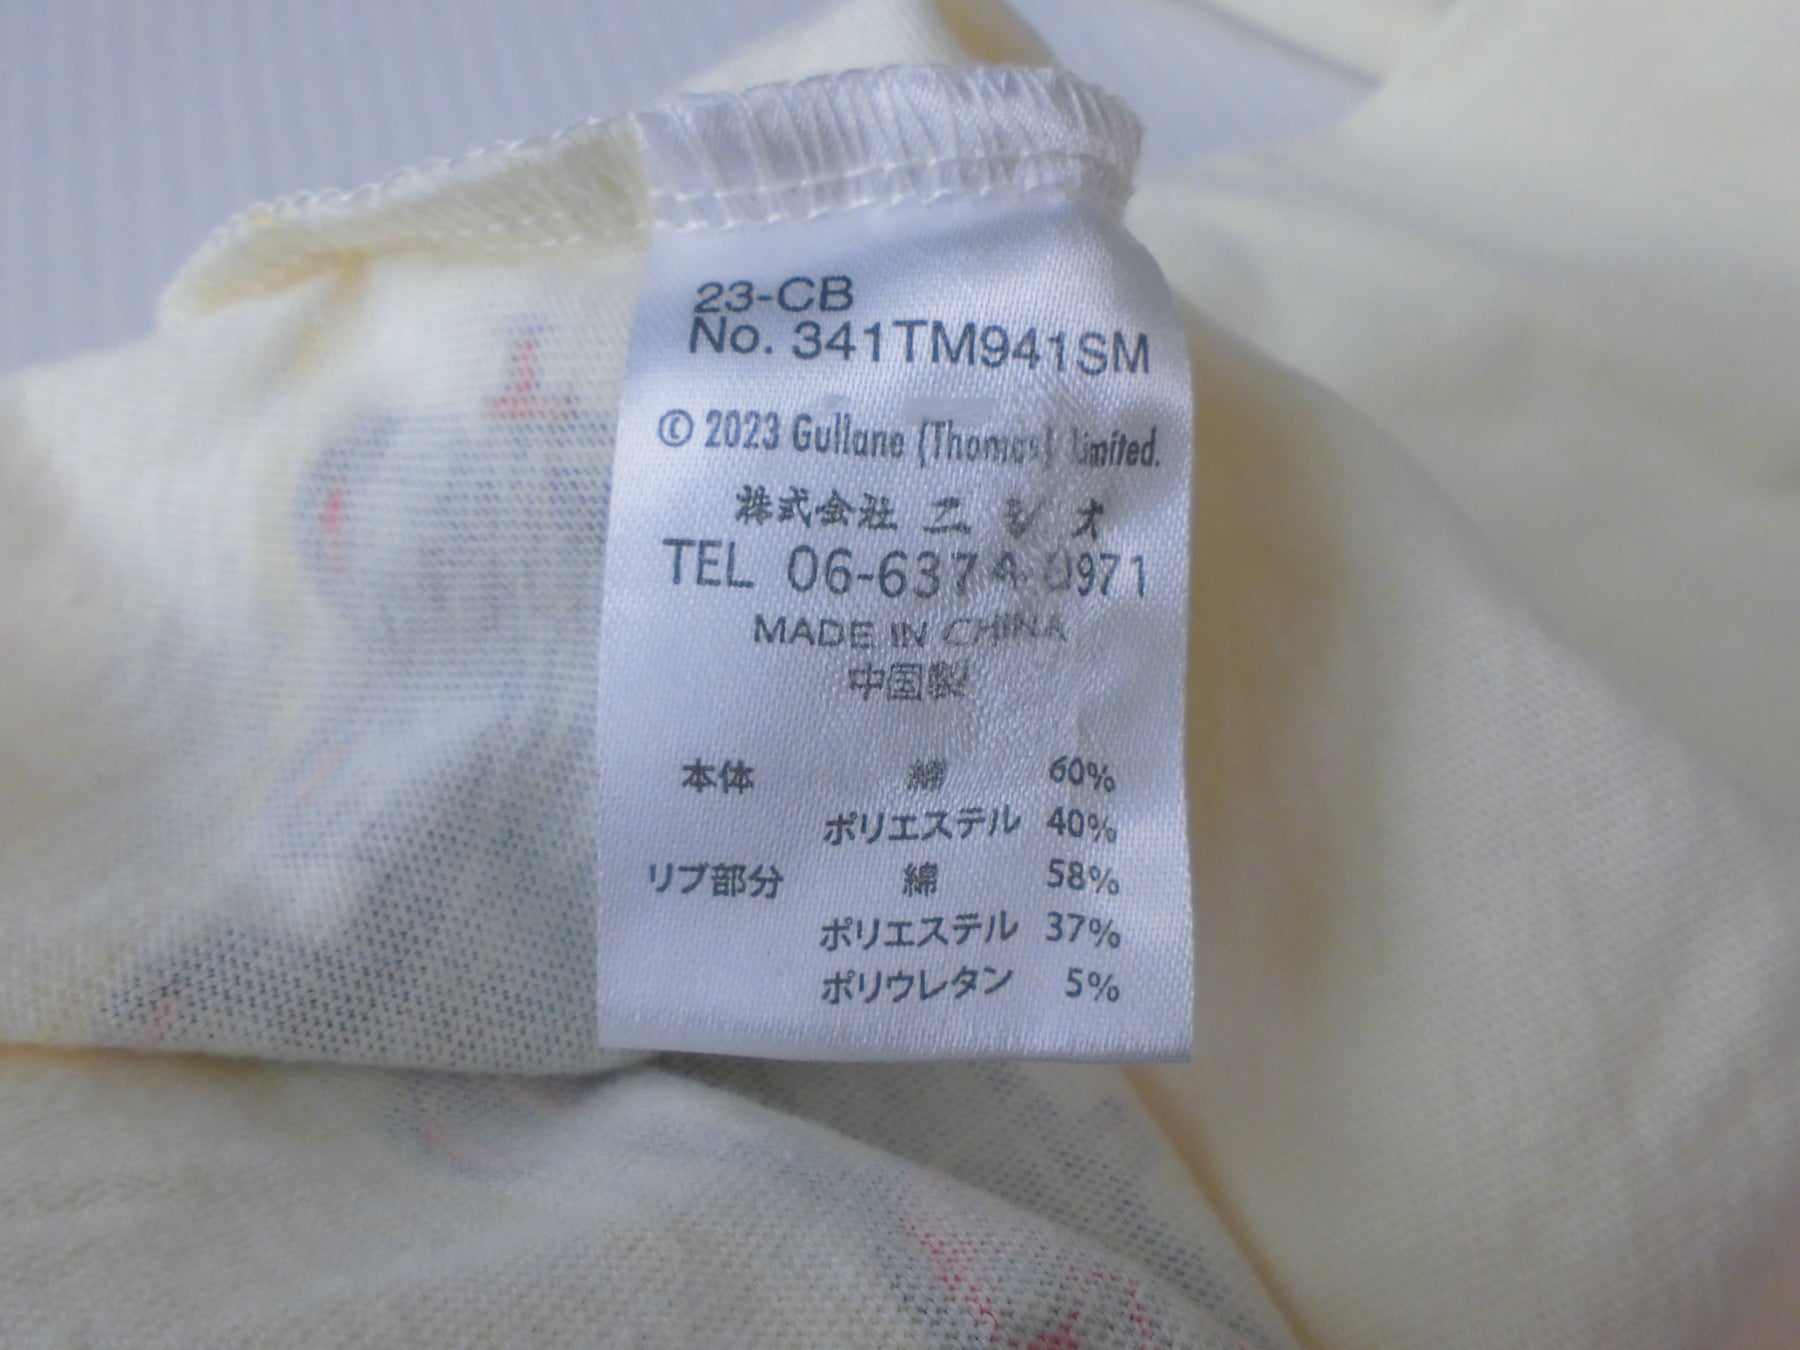 23-CB
No. 341TM941SM
© 2023 Gullane (Thomas) Limited.
株式会社 ニシオ
TEL 06-6374-0971
MADE IN CHINA
中国製
本体 綿 60%
ポリエステル 40%
リブ部分 綿 58%
ポリエステル 37%
ポリウレタン 5%